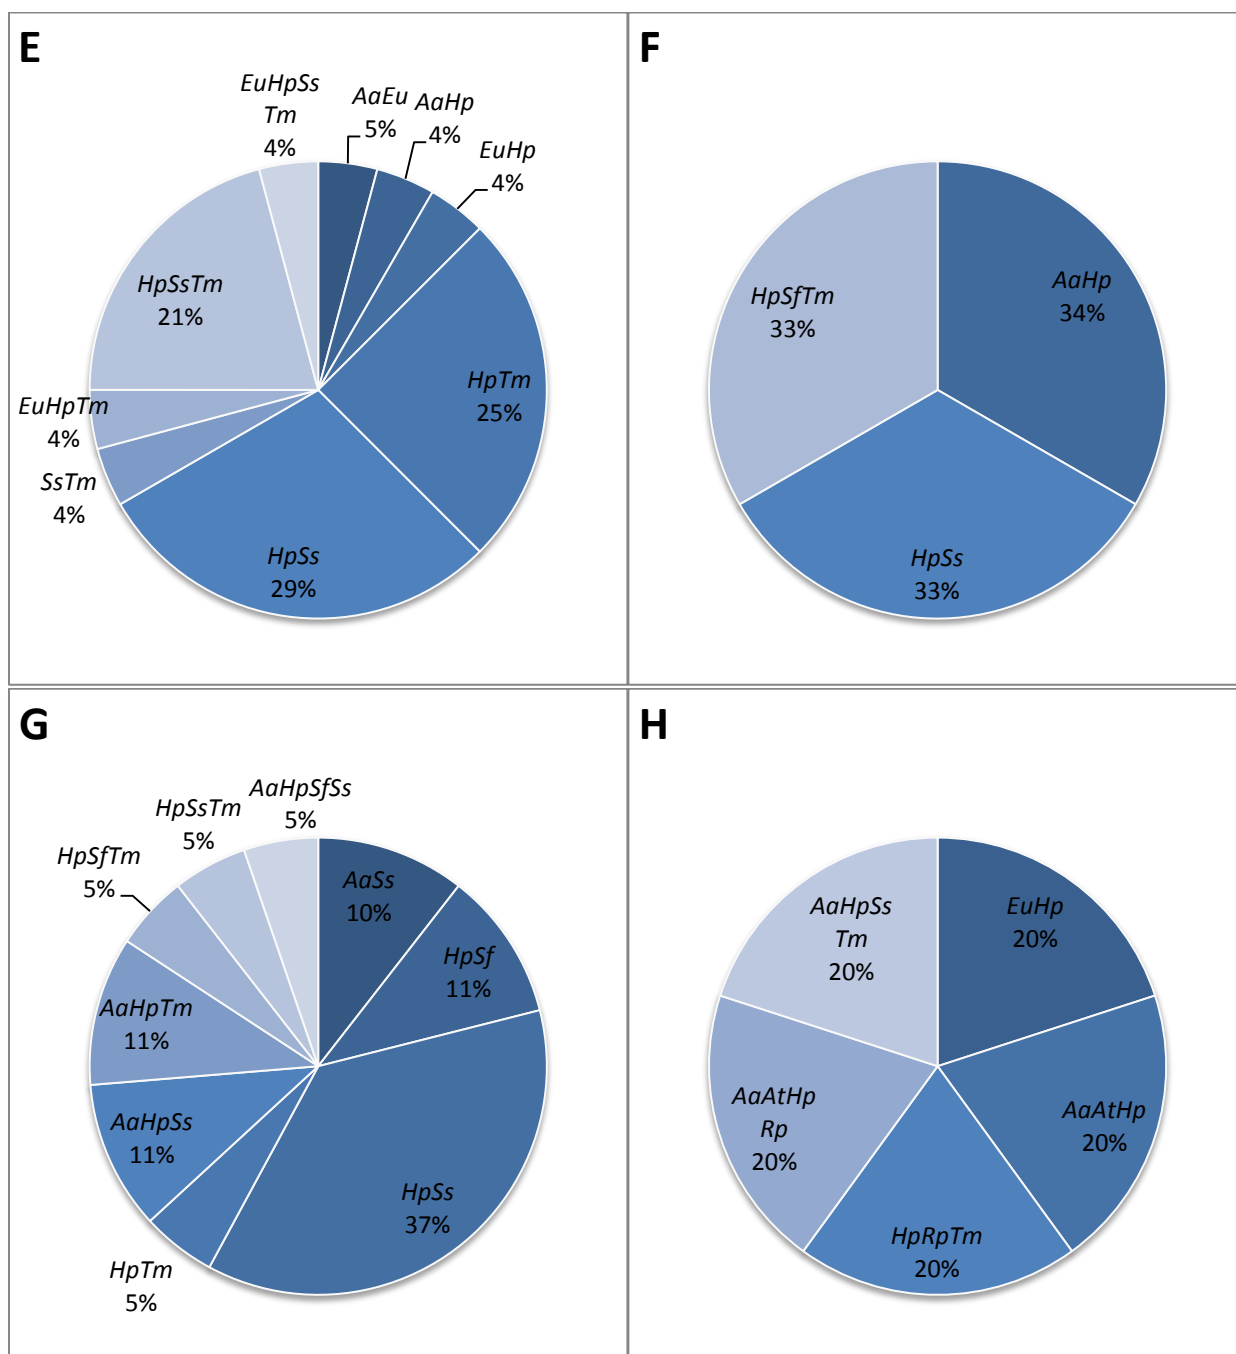 E
EuHpSs
Tm
4%
AaEu
5%
AaHp
4%
EuHp
4%
HpTm
25%
HpSs
29%
SsTm
4%
EuHpTm
4%
HpSsTm
21%
F
AaHp
34%
HpSs
33%
HpSfTm
33%
G
AaSs
10%
HpSf
11%
HpSs
37%
HpTm
5%
AaHpSs
11%
AaHpTm
11%
HpSfTm
5%
HpSsTm
5%
AaHpSfSs
5%
H
EuHp
20%
AaAtHp
20%
HpRpTm
20%
AaAtHp
Rp
20%
AaHpSs
Tm
20%